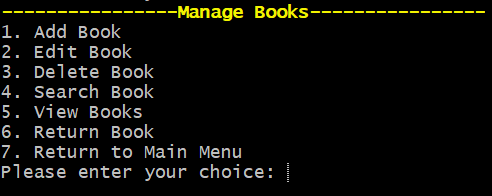 ----------------Manage Books----------------
1. Add Book
2. Edit Book
3. Delete Book
4. Search Book
5. View Books
6. Return Book
7. Return to Main Menu
Please enter your choice: